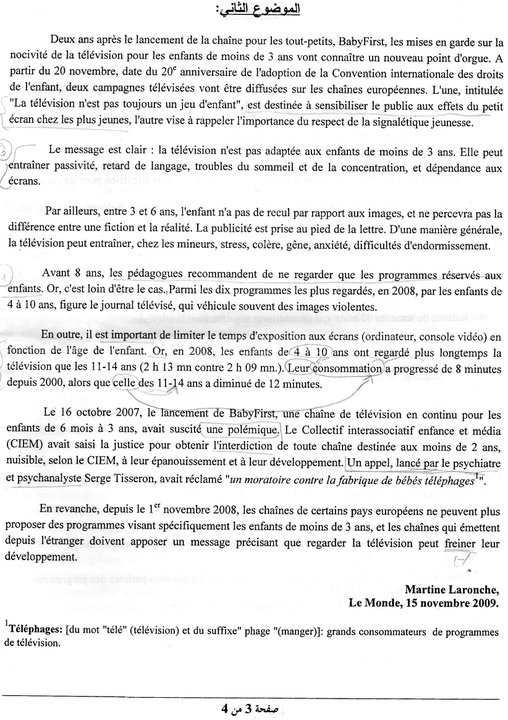 الموضوع الثاني:
Deux ans après le lancement de la chaîne pour les tout-petits, BabyFirst, les mises en garde sur la
nocivité de la télévision pour les enfants de moins de 3 ans vont connaître un nouveau point d'orgue. A
partir du 20 novembre, date du 20e anniversaire de l'adoption de la Convention internationale des droits
de l'enfant, deux campagnes télévisées vont être diffusées sur les chaînes européennes. L'une, intitulée
"La télévision n'est pas toujours un jeu d'enfant", est destinée à sensibiliser le public aux effets du petit
écran chez les plus jeunes, l'autre vise à rappeler l'importance du respect de la signalétique jeunesse.
Le message est clair : la télévision n'est pas adaptée aux enfants de moins de 3 ans. Elle peut
entraîner passivité, retard de langage, troubles du sommeil et de la concentration, et dépendance aux
écrans.
Par ailleurs, entre 3 et 6 ans, l'enfant n'a pas de recul par rapport aux images, et ne percevra pas la
différence entre une fiction et la réalité. La publicité est prise au pied de la lettre. D'une manière générale,
la télévision peut entraîner, chez les mineurs, stress, colère, gêne, anxiété, difficultés d'endormissement.
Avant 8 ans, les pédagogues recommandent de ne regarder que les programmes réservés aux
enfants. Or, c'est loin d'être le cas. Parmi les dix programmes les plus regardés, en 2008, par les enfants de
4 à 10 ans, figure le journal télévisé, qui véhicule souvent des images violentes.
En outre, il est important de limiter le temps d'exposition aux écrans (ordinateur, console vidéo) en
fonction de l'âge de l'enfant. Or, en 2008, les enfants de 4 à 10 ans ont regardé plus longtemps la
télévision que les 11-14 ans (2 h 13 mn contre 2 h 09 mn.). Leur consommation a progressé de 8 minutes
depuis 2000, alors que celle des 11-14 ans a diminué de 12 minutes.
Le 16 octobre 2007, le lancement de BabyFirst, une chaîne de télévision en continu pour les
enfants de 6 mois à 3 ans, avait suscité une polémique. Le Collectif interassociatif enfance et média
(CIEM) avait saisi la justice pour obtenir l'interdiction de toute chaîne destinée aux moins de 2 ans,
nuisible, selon le CIEM, à leur épanouissement et à leur développement. Un appel, lancé par le psychiatre
et psychanalyste Serge Tisseron, avait réclamé "un moratoire contre la fabrique de bébés téléphages1".
En revanche, depuis le 1er novembre 2008, les chaînes de certains pays européens ne peuvent plus
proposer des programmes visant spécifiquement les enfants de moins de 3 ans, et les chaînes qui émettent
depuis l'étranger doivent apposer un message précisant que regarder la télévision peut freiner leur
développement.
Martine Laronche,
Le Monde, 15 novembre 2009.
1Téléphages: [du mot "télé" (télévision) et du suffixe" phage "(manger)]: grands consommateurs de programmes
de télévision.
صفحة 3 من 4